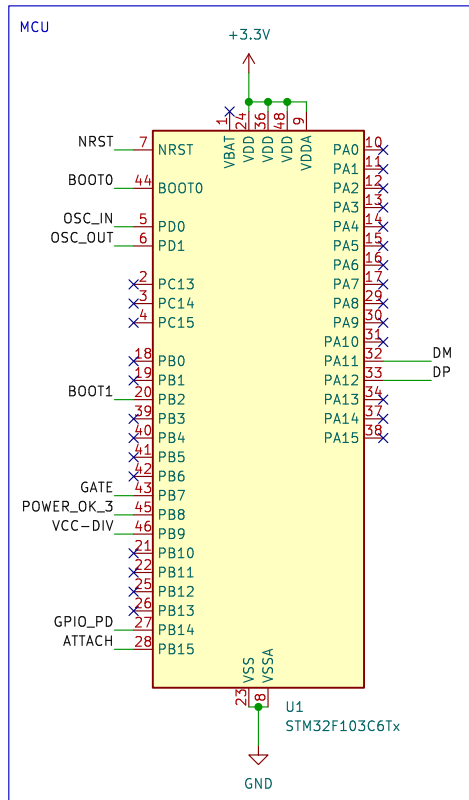 MCU
+3.3V
1 24 36 48 9
VBAT VDD VDD VDD VDDA
NRST 7 NRST
BOOT0 44 BOOT0
OSC_IN 5 PD0
OSC_OUT 6 PD1
2 PC13
3 PC14
4 PC15
18 PB0
19 PB1
BOOT1 20 PB2
39 PB3
40 PB4
41 PB5
42 PB6
GATE 43 PB7
POWER_OK_3 45 PB8
VCC-DIV 46 PB9
21 PB10
22 PB11
25 PB12
26 PB13
GPIO_PD 27 PB14
ATTACH 28 PB15
PA0 10
PA1 11
PA2 12
PA3 13
PA4 14
PA5 15
PA6 16
PA7 17
PA8 29
PA9 30
PA10 31
PA11 32 DM
PA12 33 DP
PA13 34
PA14 37
PA15 38
VSS VSSA
23 8
U1
STM32F103C6Tx
GND